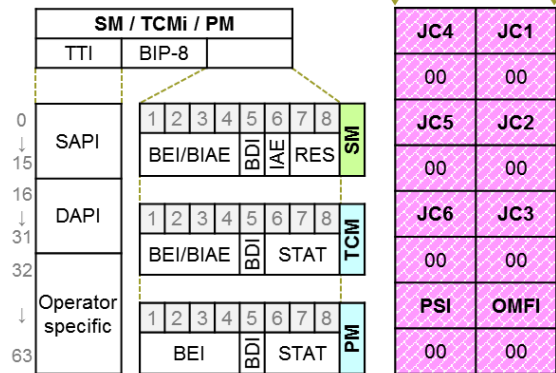 SM / TCMi / PM
TTI BIP-8
0
↓
15
SAPI
16
↓
31
DAPI
32
↓
63
Operator
specific
1 2 3 4 5 6 7 8
BEI/BIAE BDI IAE RES
SM
1 2 3 4 5 6 7 8
BEI/BIAE BDI STAT
TCM
1 2 3 4 5 6 7 8
BEI BDI STAT
PM
JC4 JC1
00 00
JC5 JC2
00 00
JC6 JC3
00 00
PSI OMFI
00 00